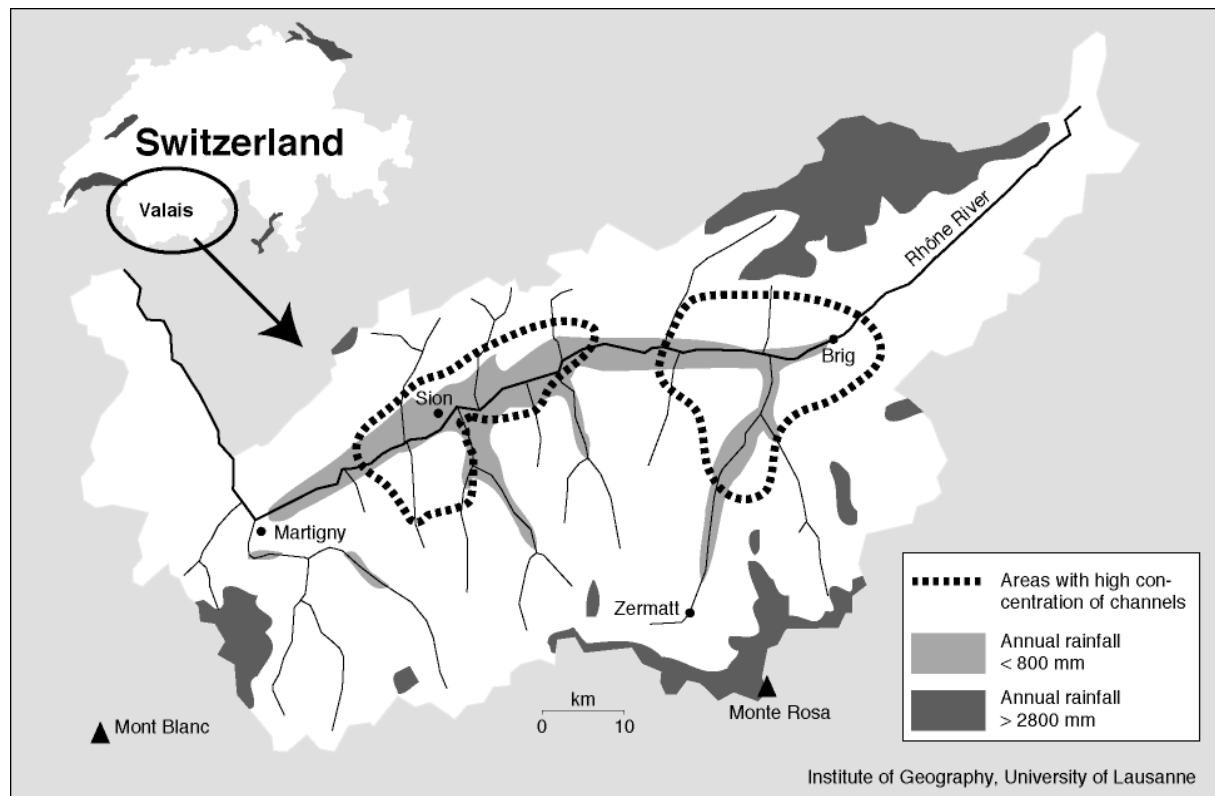 Switzerland
Valais
Rhône River
Brig
Sion
Martigny
Zermatt
km
0 10
Monte Rosa
Mont Blanc
Areas with high con-
centration of channels
Annual rainfall
< 800 mm
Annual rainfall
> 2800 mm
Institute of Geography, University of Lausanne